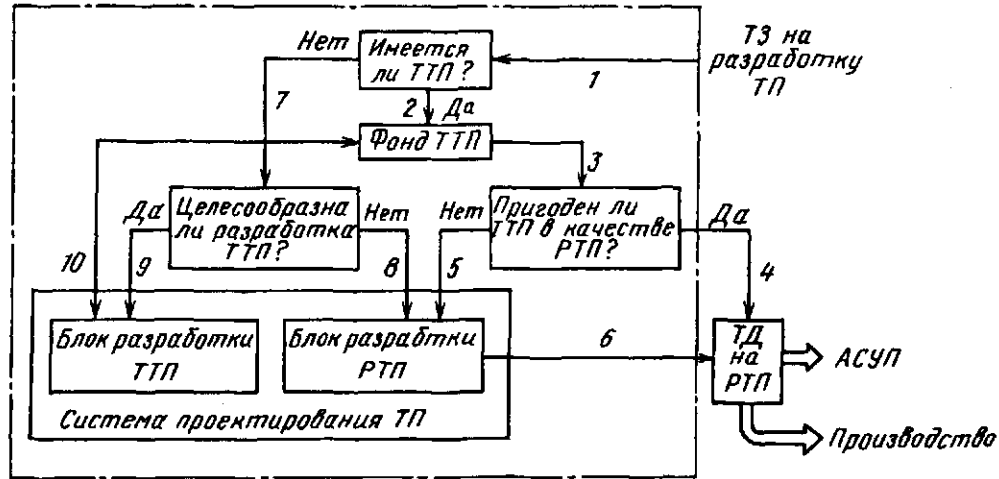 Нет
Имеется
ли ТТП?
ТЗ на
разработку
ТП
1
7
2
Да
Фонд ТТП
3
Да
Целесообразна
ли разработка
ТТП?
Нет
Нет
Пригоден ли
ТТП в качестве
РТП?
Да
10
9
8
5
4
Блок разработки
ТТП
Блок разрабтки
РТП
6
ТД
на
РТП
АСУП
Система проектирования ТП
Производство